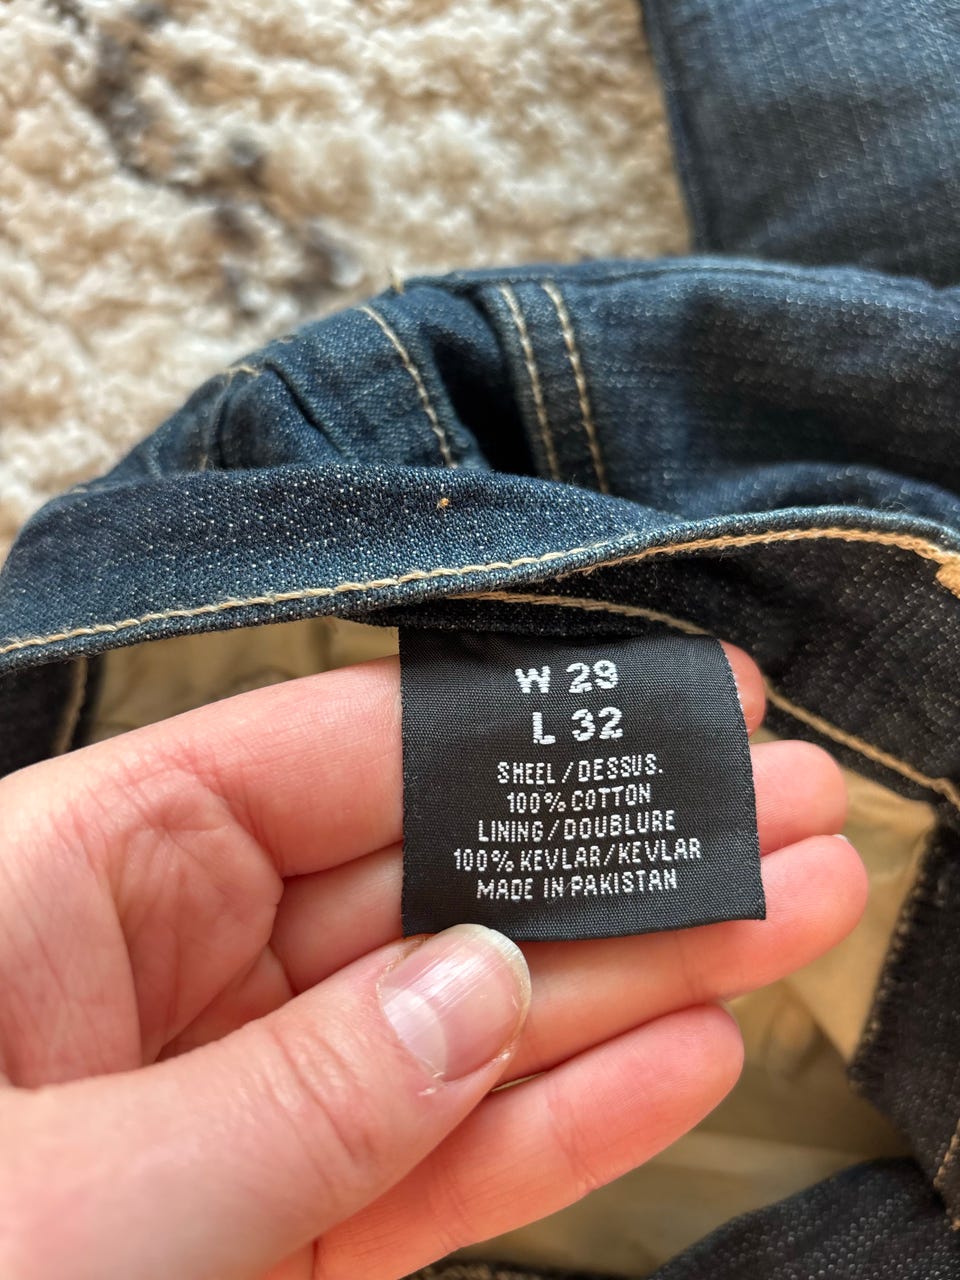 W 29
L 32
SHEEL/DESSUS.
100% COTTON
LINING/DOUBLURE
100% KEVLAR/KEVLAR
MADE IN PAKISTAN